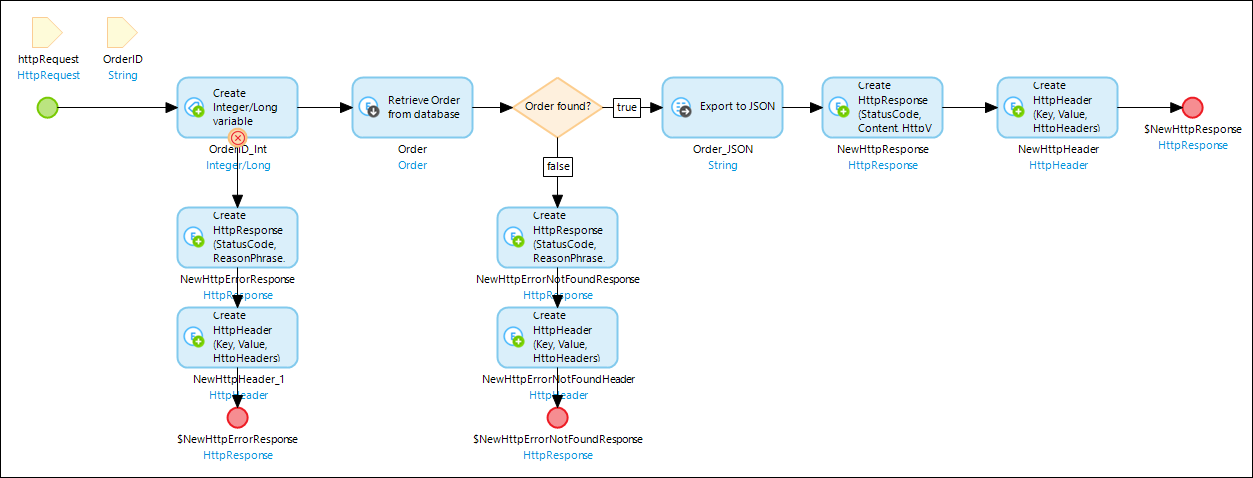 httpRequest
HttpRequest
OrderID
String
Create
Integer/Long
variable
OrderID_Int
Integer/Long
Retrieve Order
from database
Order
Order
Order found?
true
false
Export to JSON
Order_JSON
String
Create
HttpResponse
(StatusCode,
Content, HttpV
NewHttpResponse
HttpResponse
Create
HttpHeader
(Key, Value,
HttpHeaders)
NewHttpHeader
HttpHeader
$NewHttpResponse
HttpResponse
Create
HttpResponse
(StatusCode,
ReasonPhrase,
NewHttpErrorResponse
HttpResponse
Create
HttpHeader
(Key, Value,
HttpHeaders)
NewHttpHeader_1
HttpHeader
$NewHttpErrorResponse
HttpResponse
Create
HttpResponse
(StatusCode,
ReasonPhrase,
NewHttpErrorNotFoundResponse
HttpResponse
Create
HttpHeader
(Key, Value,
HttpHeaders)
NewHttpErrorNotFoundHeader
HttpHeader
$NewHttpErrorNotFoundResponse
HttpResponse